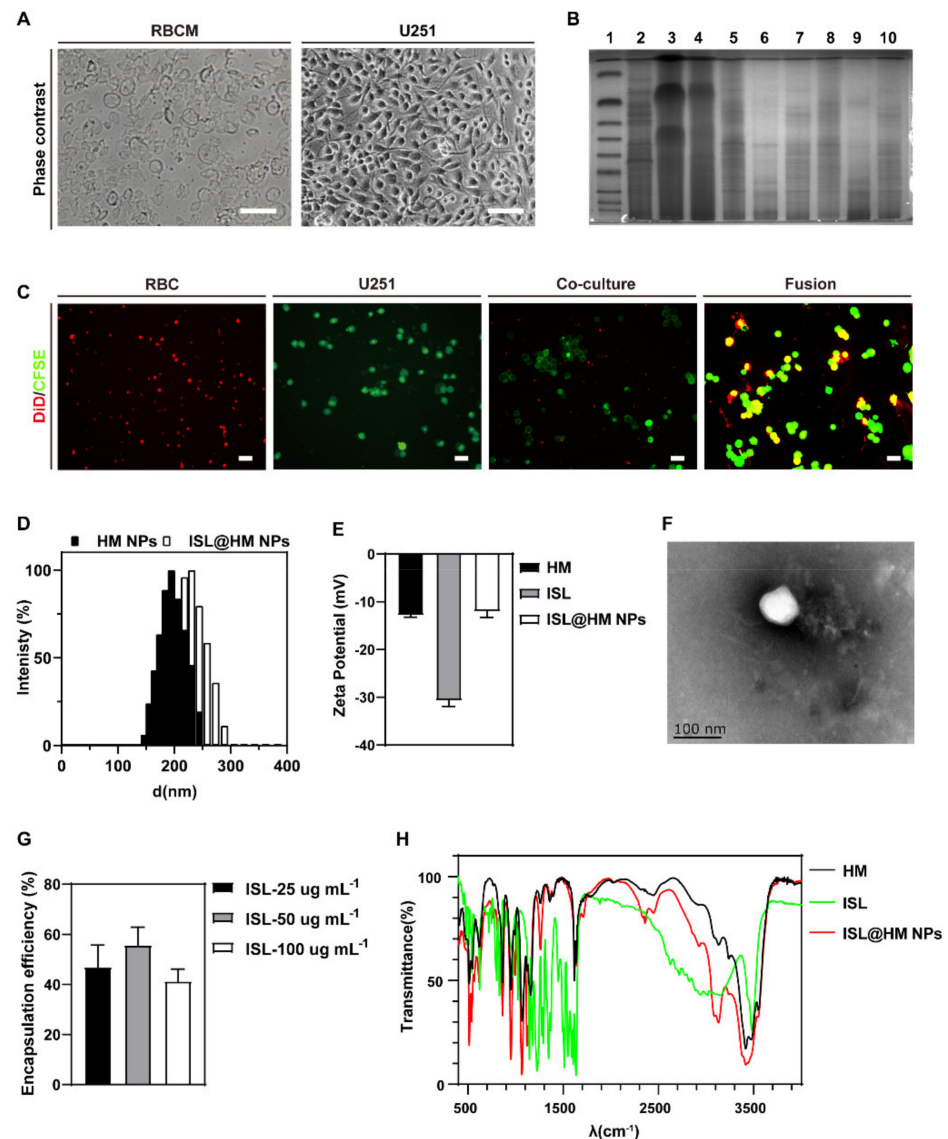 A
RBCM
U251
Phase contrast
B
1 2 3 4 5 6 7 8 9 10
C
RBC
U251
Co-culture
Fusion
DiD/CFSE
D
HM NPs ISL@HM NPs
Intenisty (%)
100
50
0
0 100 200 300 400
d(nm)
E
Zeta Potential (mV)
0
-10
-20
-30
-40
HM
ISL
ISL@HM NPs
F
100 nm
G
Encapsulation efficiency (%)
80
60
40
20
0
ISL-25 ug mL⁻¹
ISL-50 ug mL⁻¹
ISL-100 ug mL⁻¹
H
Transmittance(%)
100
50
0
500 1500 2500 3500
λ(cm⁻¹)
HM
ISL
ISL@HM NPs